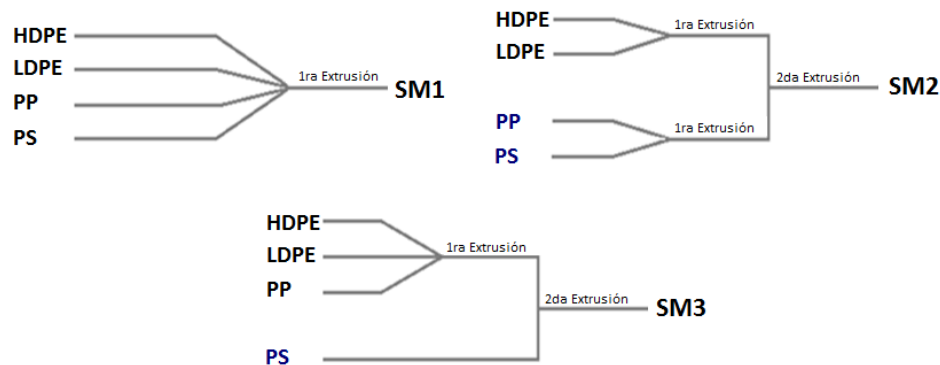 HDPE
LDPE
PP
PS
1ra Extrusión
SM1
HDPE
LDPE
1ra Extrusión
PP
PS
1ra Extrusión
2da Extrusión
SM2
HDPE
LDPE
PP
1ra Extrusión
PS
2da Extrusión
SM3